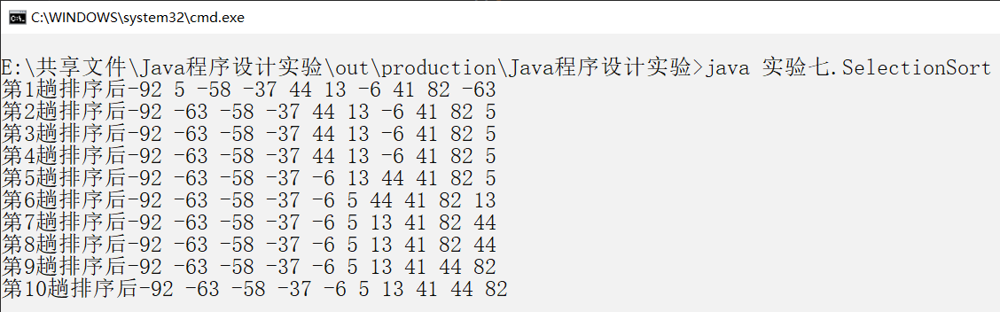 C:\WINDOWS\system32\cmd.exe
E:\共享文件\Java程序设计实验\out\production\Java程序设计实验>java 实验七.SelectionSort
第1趟排序后-92 5 -58 -37 44 13 -6 41 82 -63
第2趟排序后-92 -63 -58 -37 44 13 -6 41 82 5
第3趟排序后-92 -63 -58 -37 44 13 -6 41 82 5
第4趟排序后-92 -63 -58 -37 44 13 -6 41 82 5
第5趟排序后-92 -63 -58 -37 -6 13 44 41 82 5
第6趟排序后-92 -63 -58 -37 -6 5 44 41 82 13
第7趟排序后-92 -63 -58 -37 -6 5 13 41 82 44
第8趟排序后-92 -63 -58 -37 -6 5 13 41 82 44
第9趟排序后-92 -63 -58 -37 -6 5 13 41 44 82
第10趟排序后-92 -63 -58 -37 -6 5 13 41 44 82